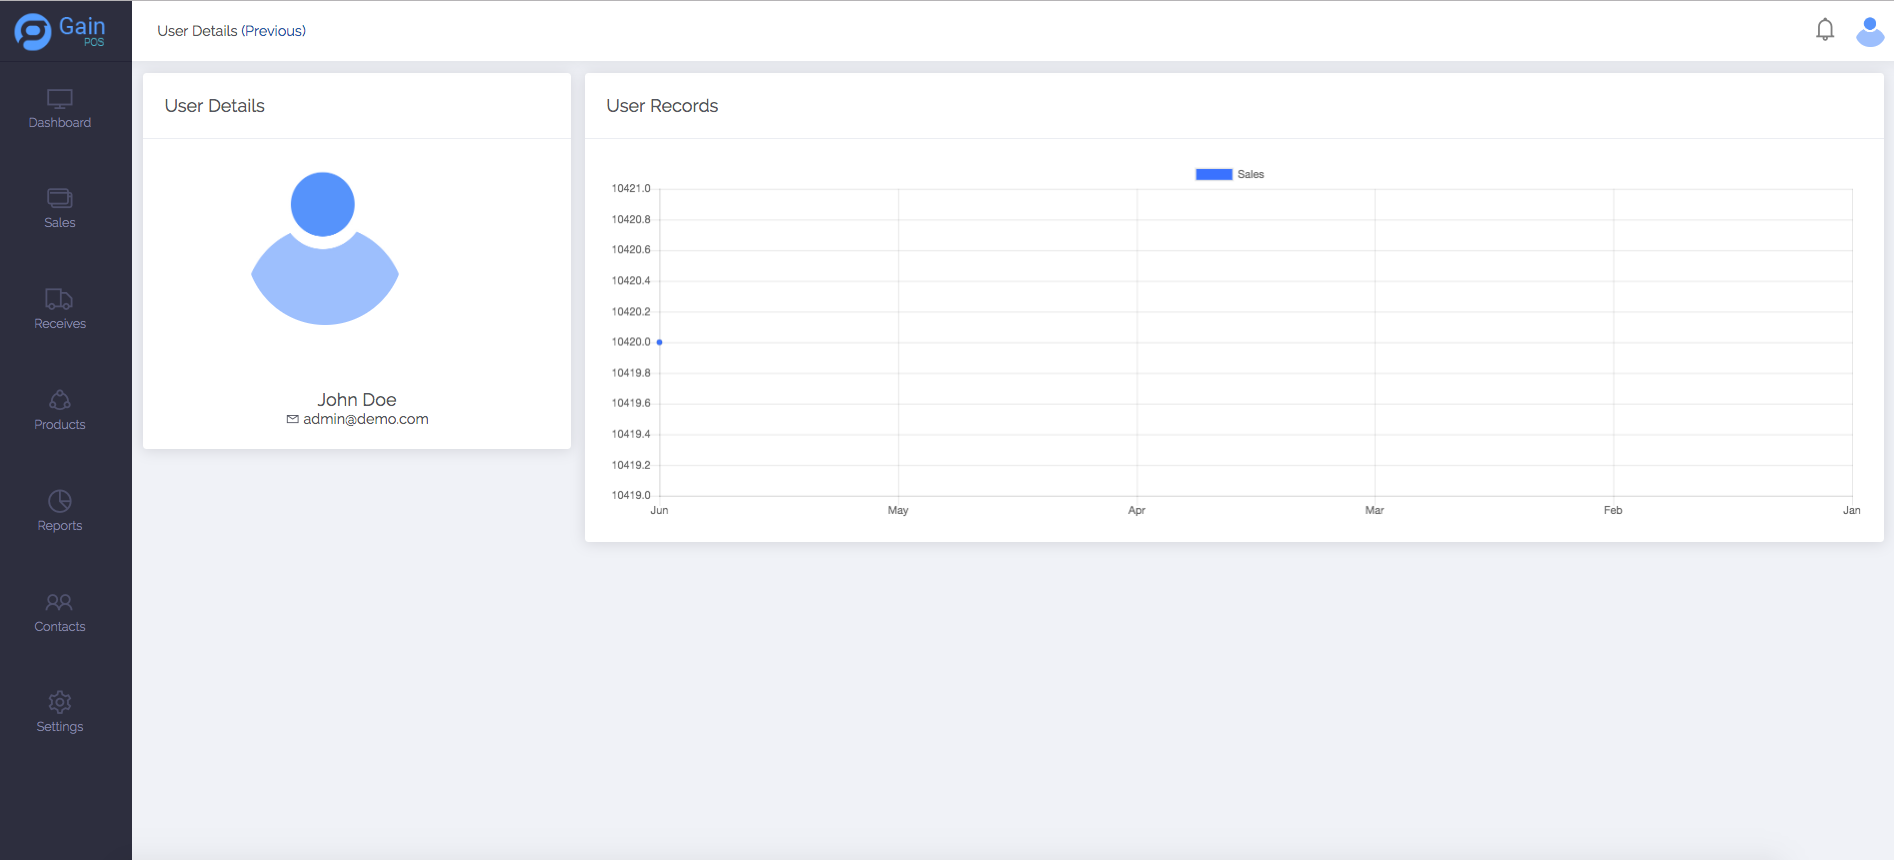 Gain
POS
User Details (Previous)
Dashboard
Sales
Receives
Products
Reports
Contacts
Settings
User Details
John Doe
admin@demo.com
User Records
Sales
10421.0
10420.8
10420.6
10420.4
10420.2
10420.0
10419.8
10419.6
10419.4
10419.2
10419.0
Jun May Apr Mar Feb Jan